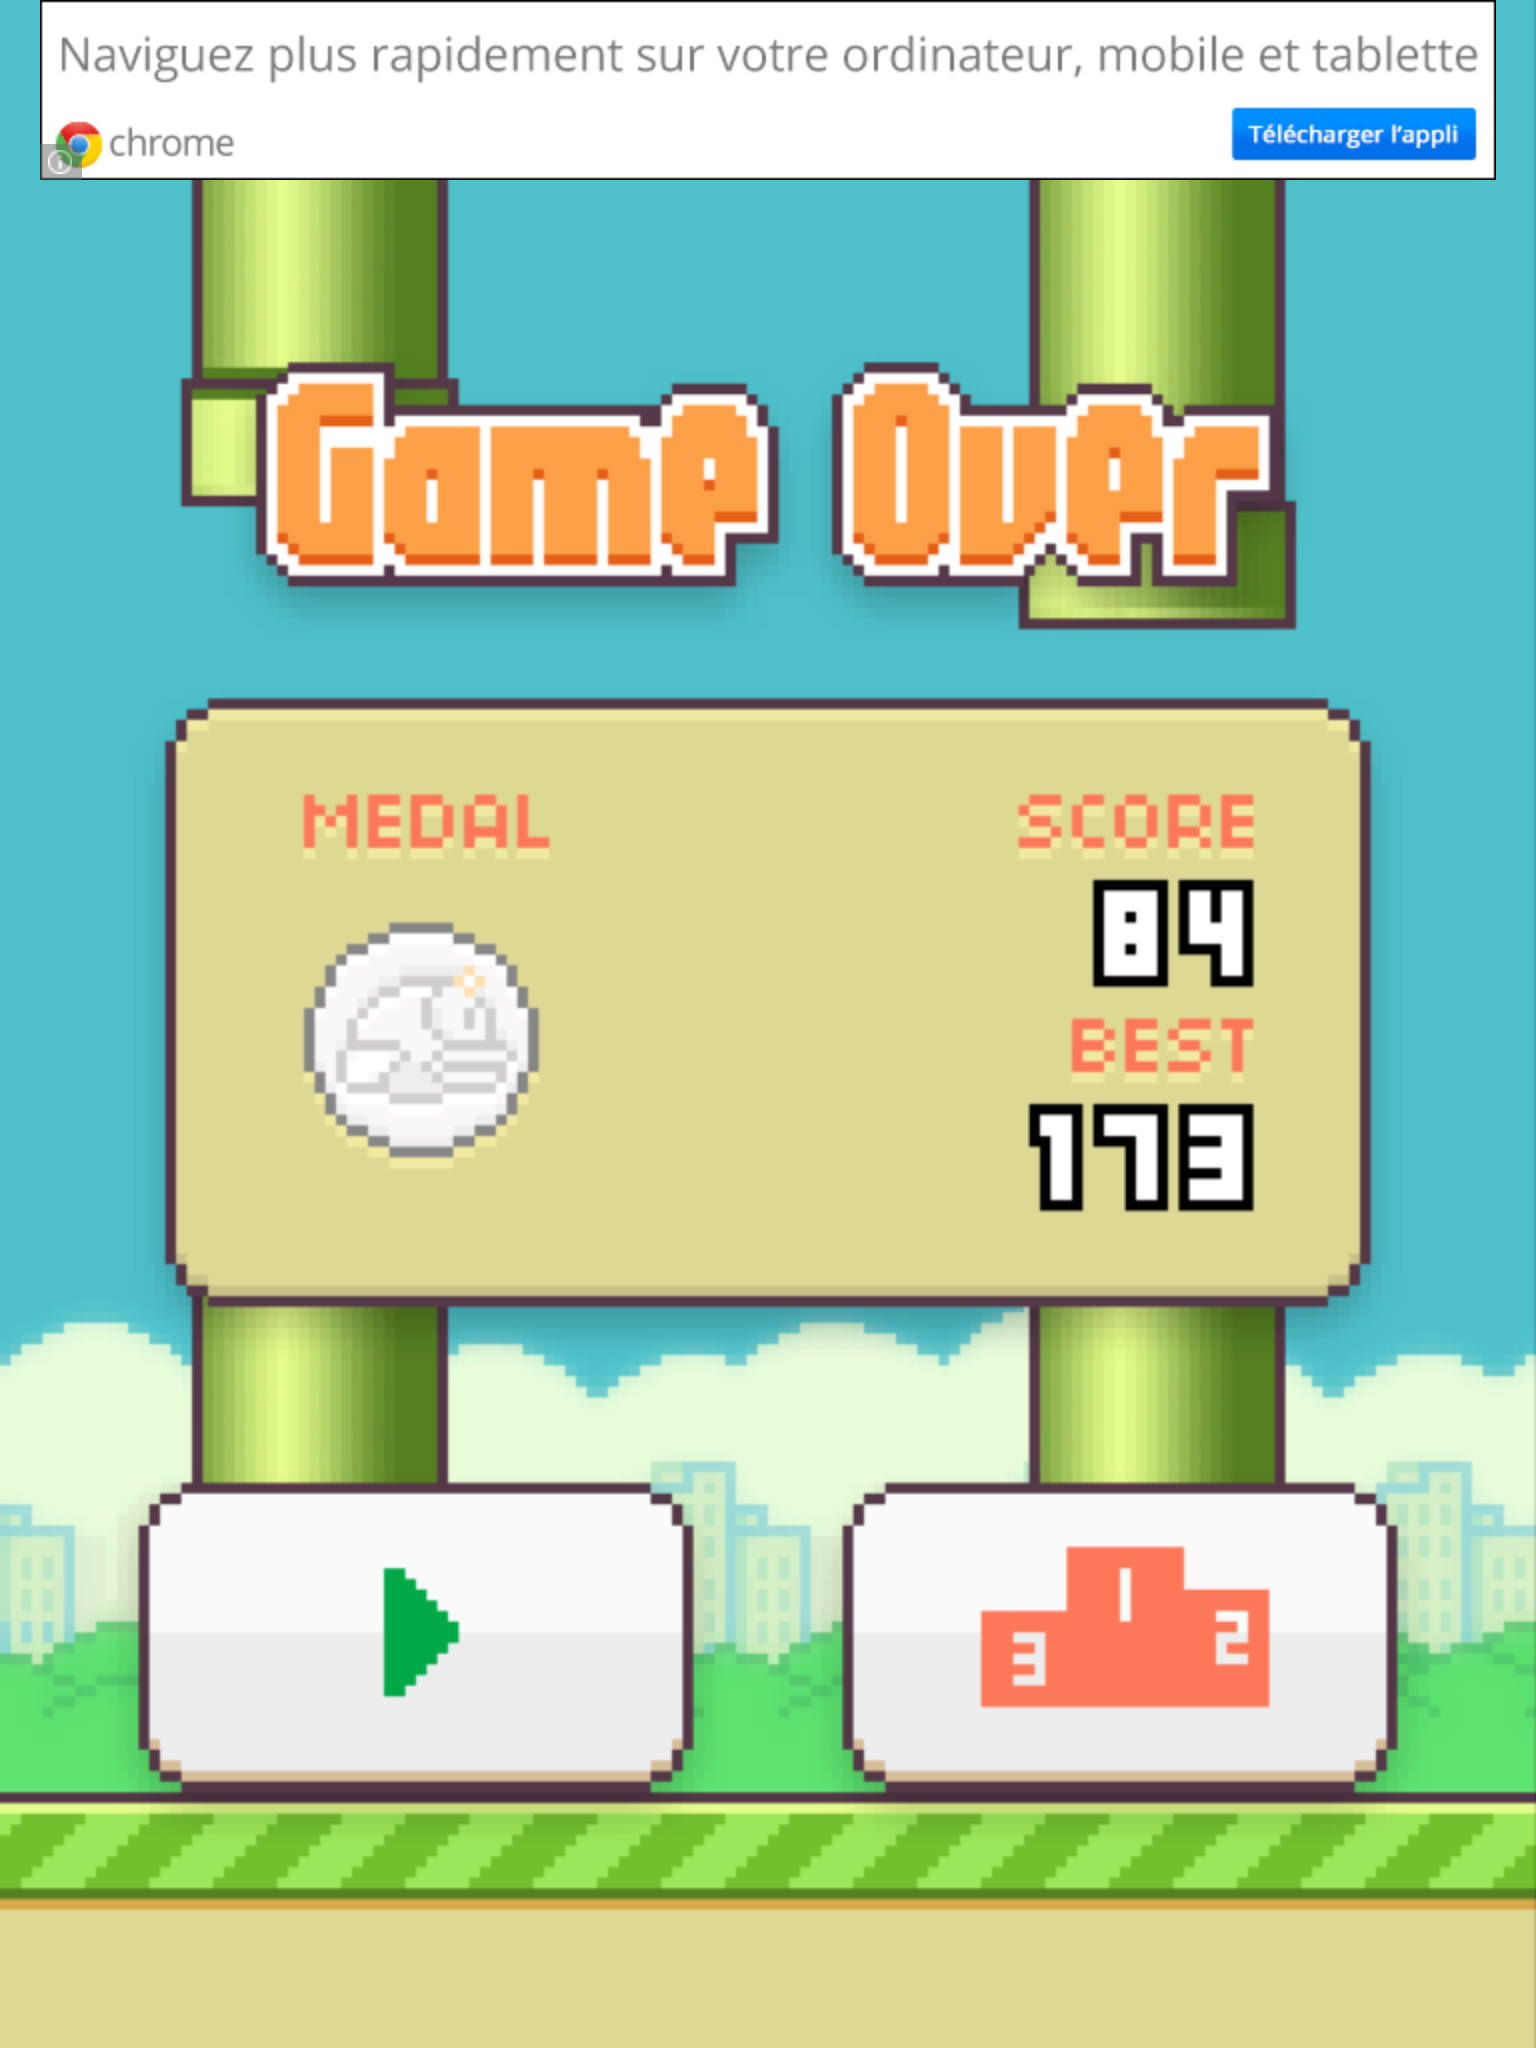 Naviguez plus rapidement sur votre ordinateur, mobile et tablette
chrome
Télécharger l'appli
Game Over
MEDAL
SCORE
84
BEST
173
1
3
2